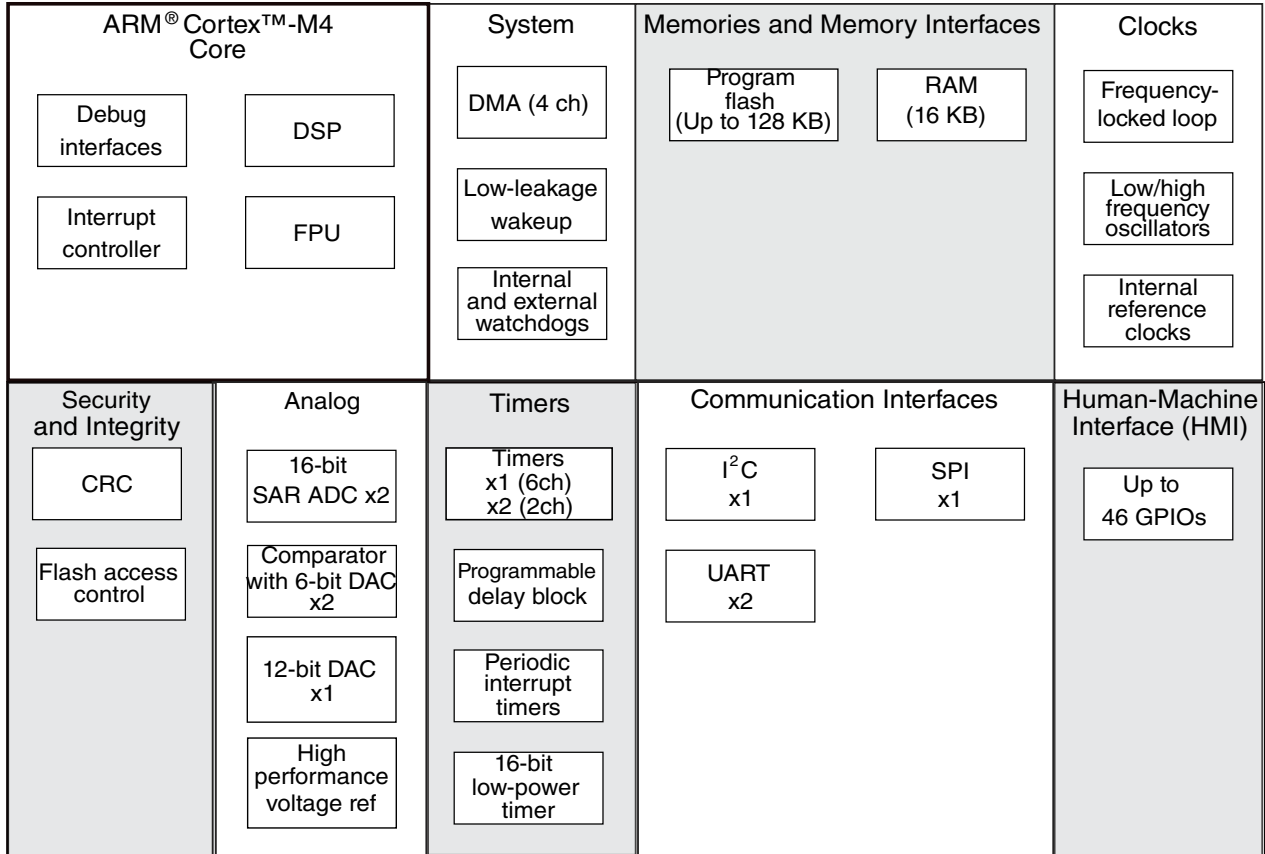 ARM® Cortex™-M4
Core
Debug
interfaces
DSP
Interrupt
controller
FPU
System
DMA (4 ch)
Low-leakage
wakeup
Internal
and external
watchdogs
Memories and Memory Interfaces
Program
flash
(Up to 128 KB)
RAM
(16 KB)
Clocks
Frequency-
locked loop
Low/high
frequency
oscillators
Internal
reference
clocks
Security
and Integrity
CRC
Flash access
control
Analog
16-bit
SAR ADC x2
Comparator
with 6-bit DAC
x2
12-bit DAC
x1
High
performance
voltage ref
Timers
Timers
x1 (6ch)
x2 (2ch)
Programmable
delay block
Periodic
interrupt
timers
16-bit
low-power
timer
Communication Interfaces
I²C
x1
SPI
x1
UART
x2
Human-Machine
Interface (HMI)
Up to
46 GPIOs